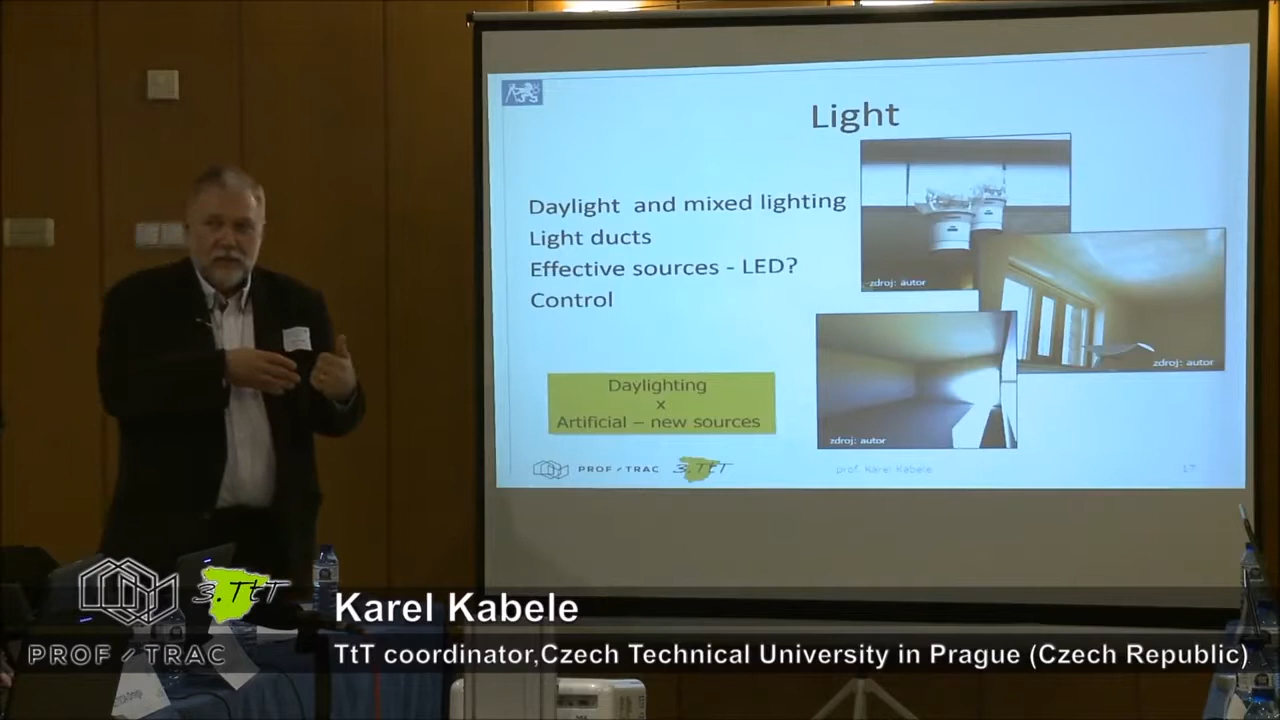 Light
Daylight and mixed lighting
Light ducts
Effective sources - LED?
Control
zdroj: autor
zdroj: autor
zdroj: autor
Daylighting
x
Artificial – new sources
PROF / TRAC
3.TtT
prof. Karel Kabele
17
3.TtT
PROF / TRAC
Karel Kabele
TtT coordinator,Czech Technical University in Prague (Czech Republic)